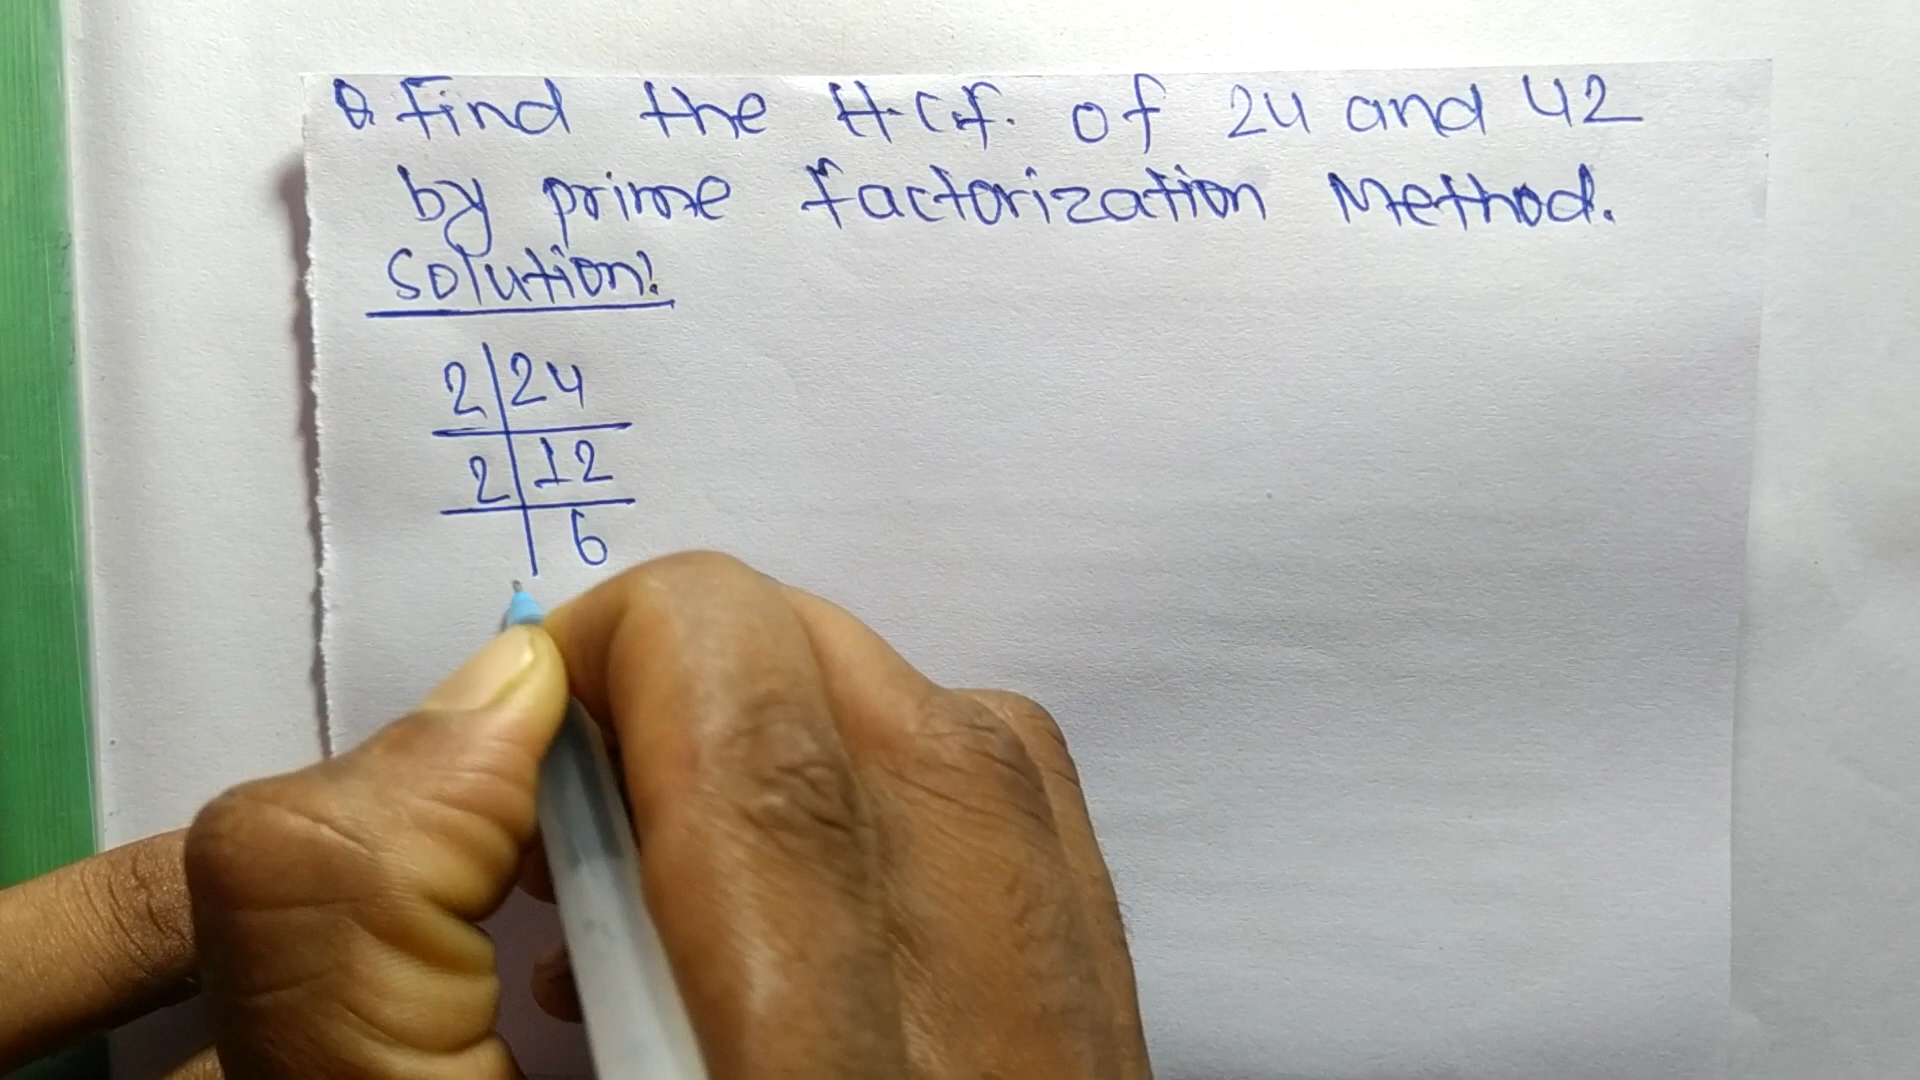 Q Find the H.C.F. of 24 and 42
by prime factorization Method.
Solution:
2 | 24
2 | 12
| 6